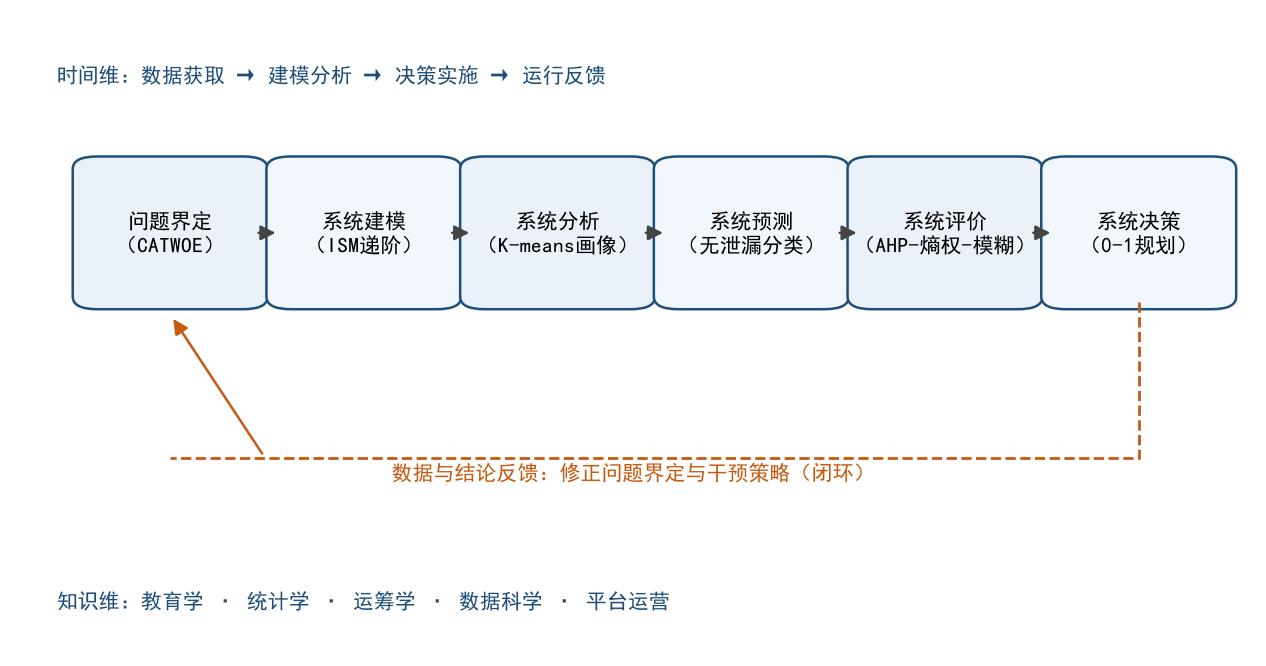 时间维：数据获取 → 建模分析 → 决策实施 → 运行反馈
问题界定
（CATWOE）
系统建模
（ISM递阶）
系统分析
（K-means画像）
系统预测
（无泄漏分类）
系统评价
（AHP-熵权-模糊）
系统决策
（0-1规划）
数据与结论反馈：修正问题界定与干预策略（闭环）
知识维：教育学 · 统计学 · 运筹学 · 数据科学 · 平台运营